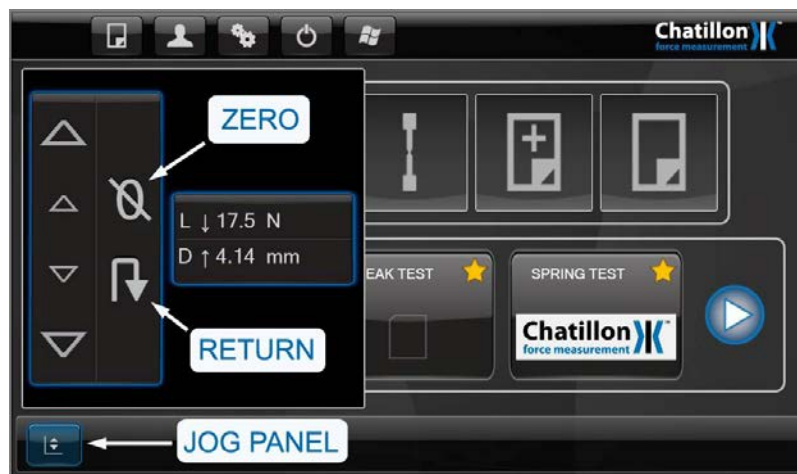 Chatillon
force measurement
ZERO
L ↓ 17.5 N
D ↑ 4.14 mm
RETURN
EAK TEST
SPRING TEST
Chatillon
force measurement
JOG PANEL